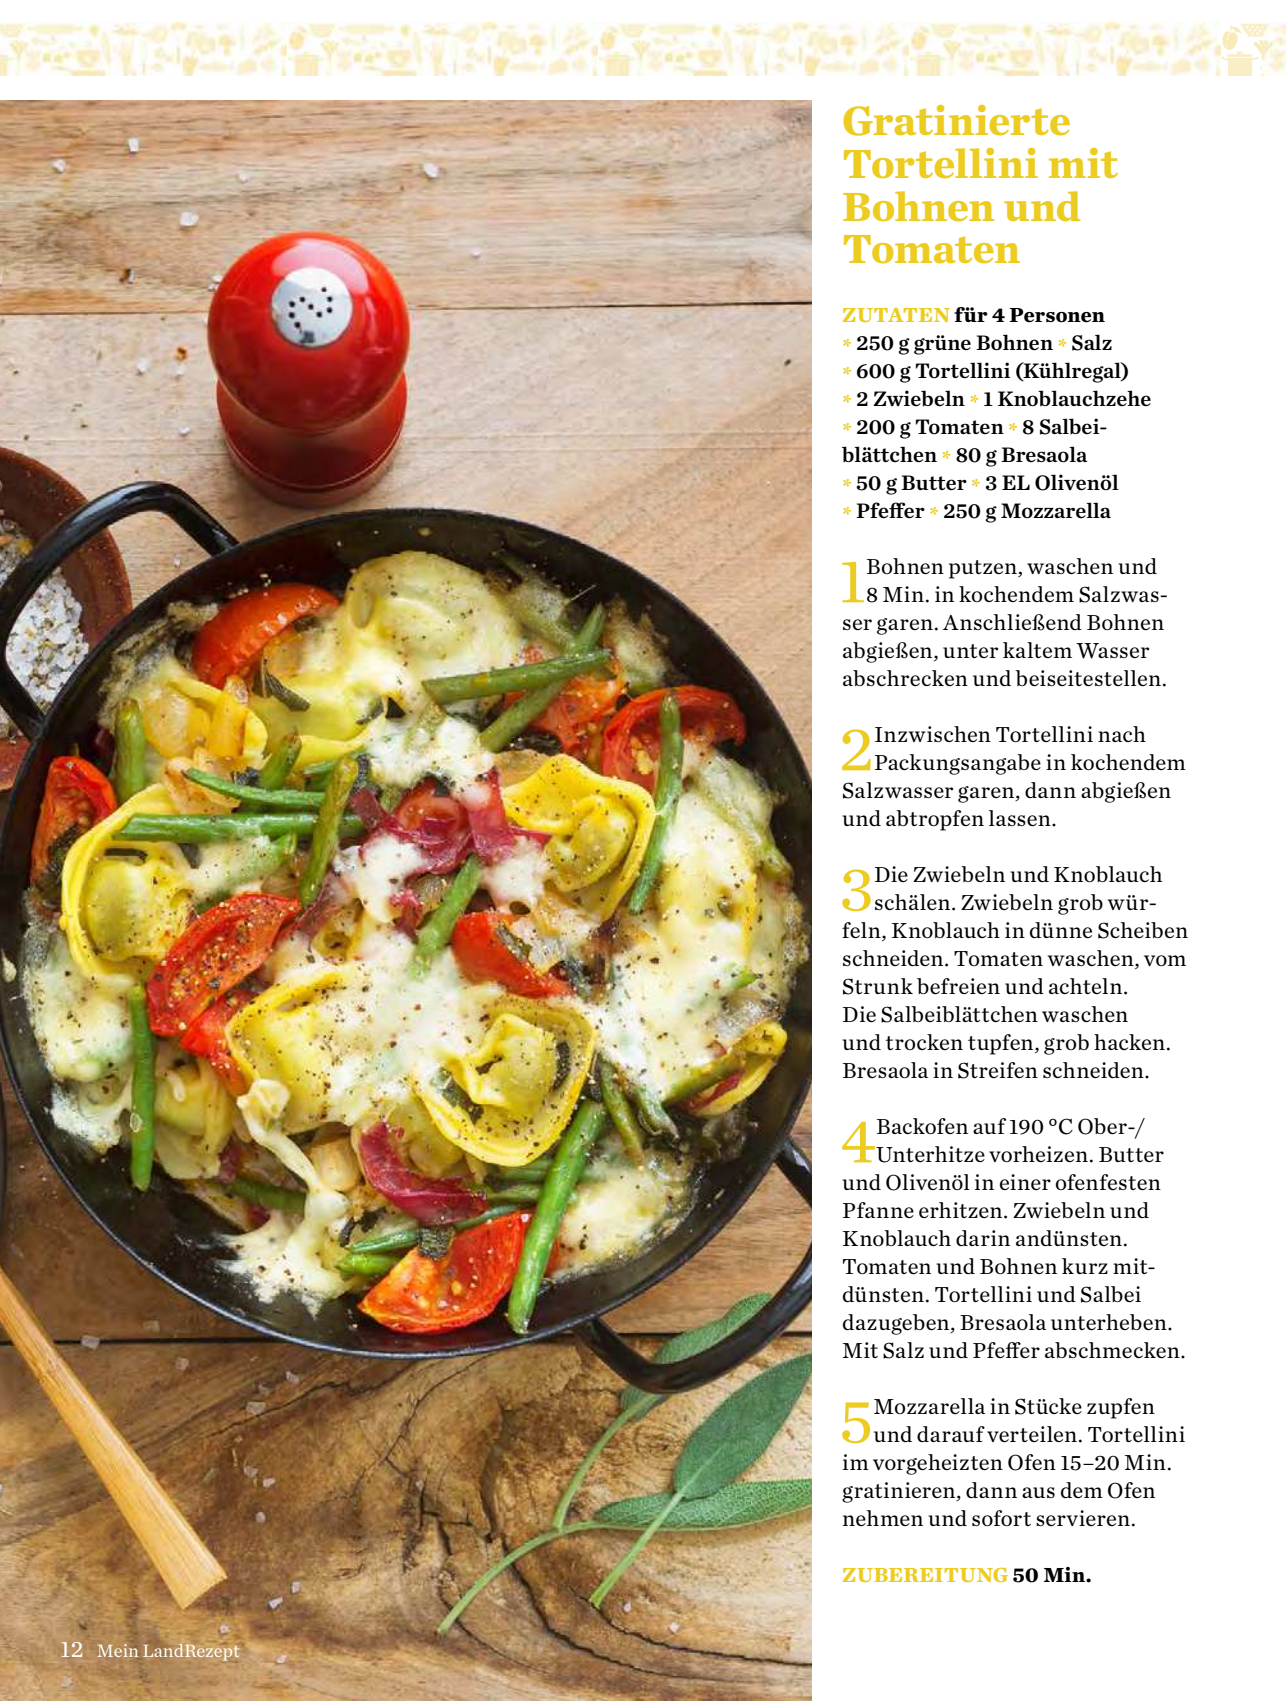 Gratinierte
Tortellini mit
Bohnen und
Tomaten
ZUTATEN für 4 Personen
* 250 g grüne Bohnen * Salz
* 600 g Tortellini (Kühlregal)
* 2 Zwiebeln * 1 Knoblauchzehe
* 200 g Tomaten * 8 Salbei-
blättchen * 80 g Bresaola
* 50 g Butter * 3 EL Olivenöl
* Pfeffer * 250 g Mozzarella
1 Bohnen putzen, waschen und
8 Min. in kochendem Salzwas-
ser garen. Anschließend Bohnen
abgießen, unter kaltem Wasser
abschrecken und beiseitestellen.
2 Inzwischen Tortellini nach
Packungsangabe in kochendem
Salzwasser garen, dann abgießen
und abtropfen lassen.
3 Die Zwiebeln und Knoblauch
schälen. Zwiebeln grob wür-
feln, Knoblauch in dünne Scheiben
schneiden. Tomaten waschen, vom
Strunk befreien und achteln.
Die Salbeiblättchen waschen
und trocken tupfen, grob hacken.
Bresaola in Streifen schneiden.
4 Backofen auf 190 °C Ober-/
Unterhitze vorheizen. Butter
und Olivenöl in einer ofenfesten
Pfanne erhitzen. Zwiebeln und
Knoblauch darin andünsten.
Tomaten und Bohnen kurz mit-
dünsten. Tortellini und Salbei
dazugeben, Bresaola unterheben.
Mit Salz und Pfeffer abschmecken.
5 Mozzarella in Stücke zupfen
und darauf verteilen. Tortellini
im vorgeheizten Ofen 15–20 Min.
gratinieren, dann aus dem Ofen
nehmen und sofort servieren.
ZUBEREITUNG 50 Min.
12 Mein LandRezept